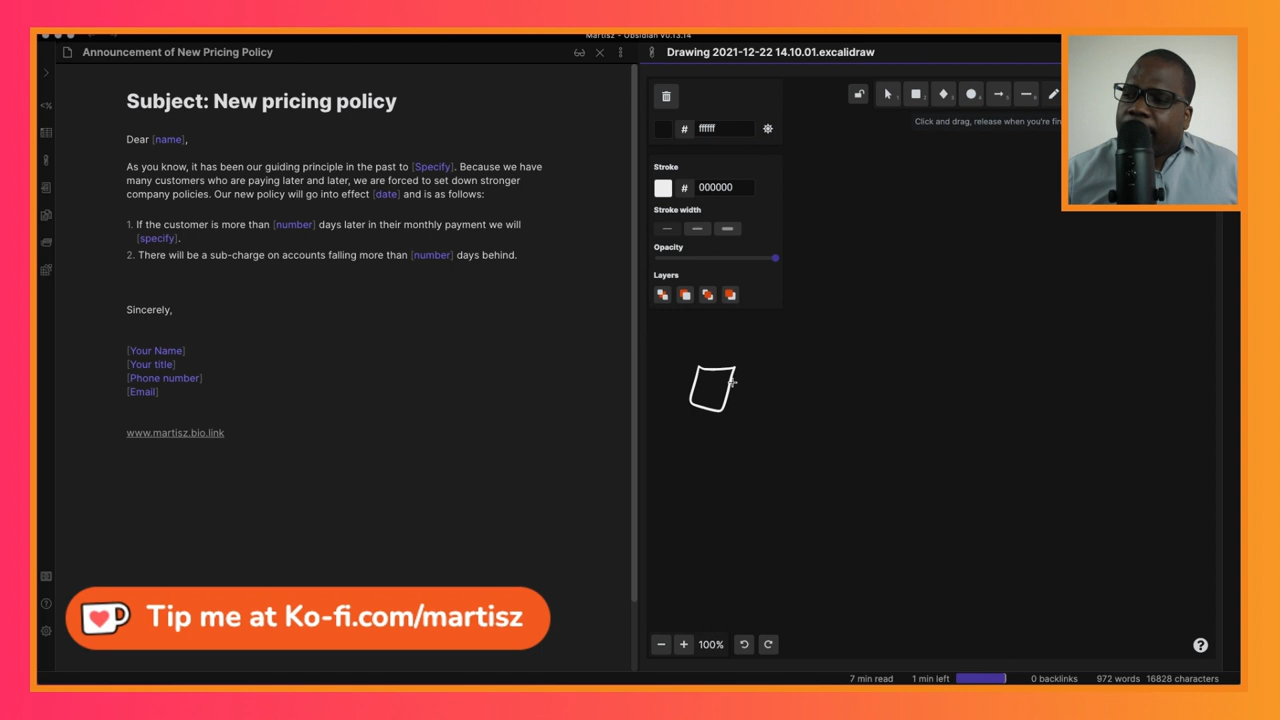 Martisz - Obsidian v0.13.14
Announcement of New Pricing Policy
Drawing 2021-12-22 14.10.01.excalidraw
Subject: New pricing policy
Dear [name],
As you know, it has been our guiding principle in the past to [Specify]. Because we have
many customers who are paying later and later, we are forced to set down stronger
company policies. Our new policy will go into effect [date] and is as follows:
1. If the customer is more than [number] days later in their monthly payment we will
[specify].
2. There will be a sub-charge on accounts falling more than [number] days behind.
Sincerely,
[Your Name]
[Your title]
[Phone number]
[Email]
www.martisz.bio.link
Tip me at Ko-fi.com/martisz
Click and drag, release when you're fin
# ffffff
Stroke
# 000000
Stroke width
Opacity
Layers
100%
7 min read 1 min left 0 backlinks 972 words 16828 characters